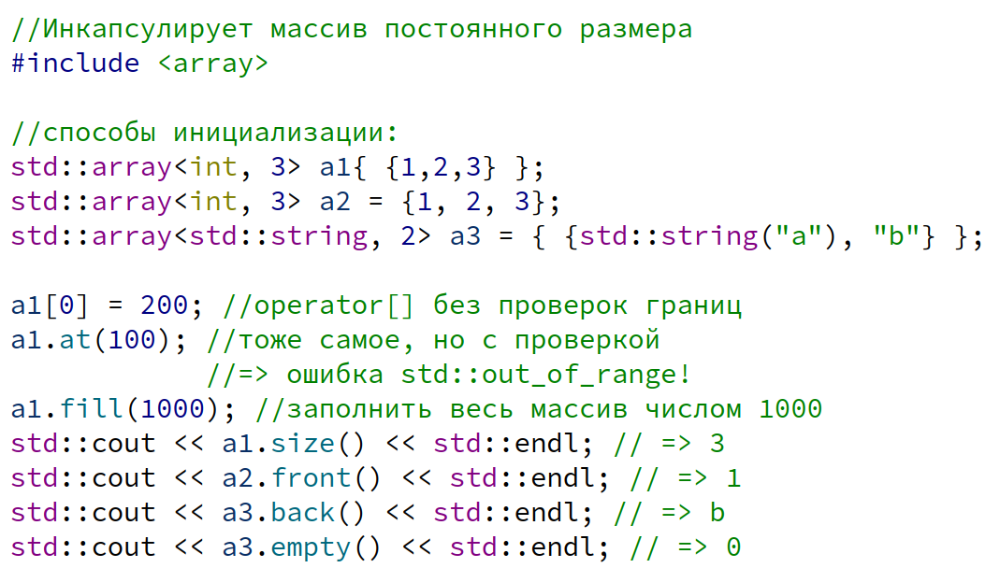 //Инкапсулирует массив постоянного размера
#include <array>
//способы инициализации:
std::array<int, 3> a1{ {1,2,3} };
std::array<int, 3> a2 = {1, 2, 3};
std::array<std::string, 2> a3 = { {std::string("a"), "b"} };
a1[0] = 200; //operator[] без проверок границ
a1.at(100); //тоже самое, но с проверкой
//=> ошибка std::out_of_range!
a1.fill(1000); //заполнить весь массив числом 1000
std::cout << a1.size() << std::endl; // => 3
std::cout << a2.front() << std::endl; // => 1
std::cout << a3.back() << std::endl; // => b
std::cout << a3.empty() << std::endl; // => 0